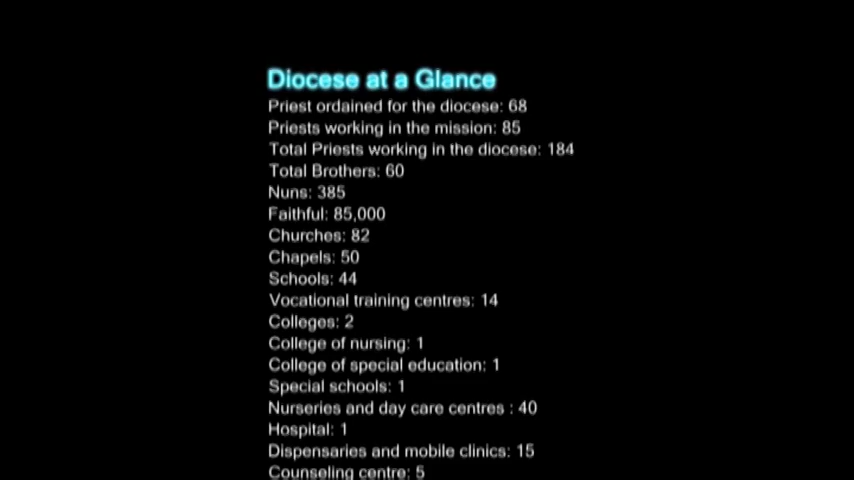 Diocese at a Glance
Priest ordained for the diocese: 68
Priests working in the mission: 85
Total Priests working in the diocese: 184
Total Brothers: 60
Nuns: 385
Faithful: 85,000
Churches: 82
Chapels: 50
Schools: 44
Vocational training centres: 14
Colleges: 2
College of nursing: 1
College of special education: 1
Special schools: 1
Nurseries and day care centres : 40
Hospital: 1
Dispensaries and mobile clinics: 15
Counseling centre: 5